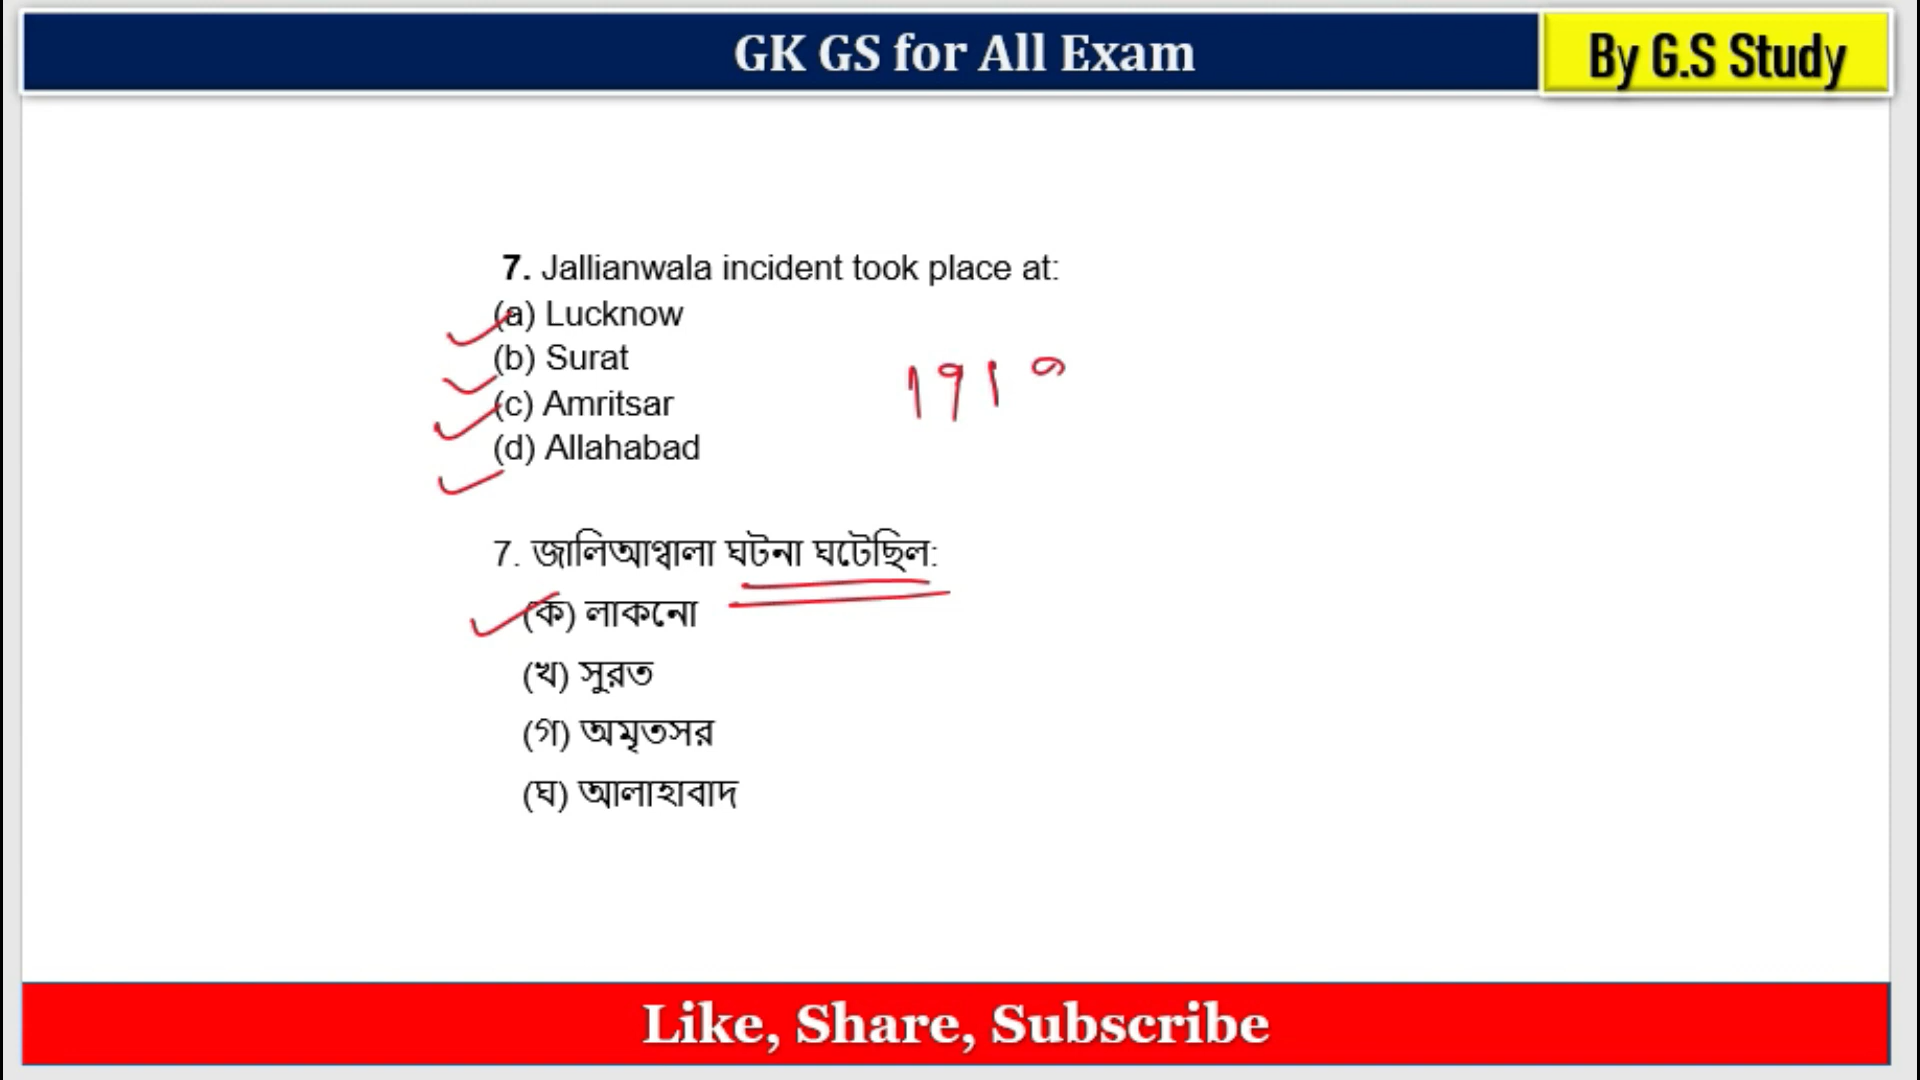 GK GS for All Exam
By G.S Study
7. Jallianwala incident took place at:
(a) Lucknow
(b) Surat
(c) Amritsar
(d) Allahabad
191
7. জালিআণ্বালা ঘটনা ঘটেছিল:
(ক) লাকনো
(খ) সুরত
(গ) অমৃতসর
(ঘ) আলাহাবাদ
Like, Share, Subscribe